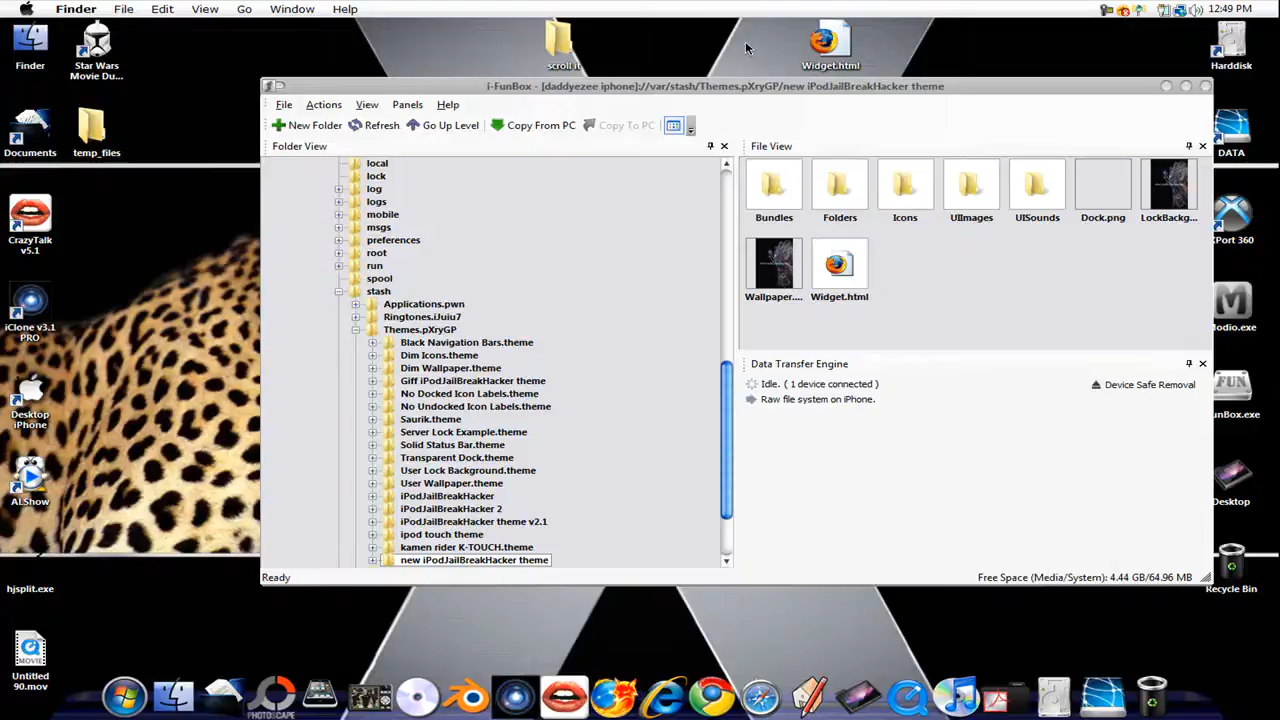 Finder File Edit View Go Window Help 12:49 PM
Finder
Star Wars
Movie Du...
scroll it
Widget.html
Harddisk
i-FunBox - [daddyezee iphone]://var/stash/Themes.pXryGP/new iPodJailBreakHacker theme
File Actions View Panels Help
New Folder Refresh Go Up Level Copy From PC Copy To PC
Folder View
File View
local
lock
log
logs
mobile
msgs
preferences
root
run
spool
stash
Applications.pwn
Ringtones.iJuiu7
Themes.pXryGP
Black Navigation Bars.theme
Dim Icons.theme
Dim Wallpaper.theme
Giff iPodJailBreakHacker theme
No Docked Icon Labels.theme
No Undocked Icon Labels.theme
Saurik.theme
Server Lock Example.theme
Solid Status Bar.theme
Transparent Dock.theme
User Lock Background.theme
User Wallpaper.theme
iPodJailBreakHacker
iPodJailBreakHacker 2
iPodJailBreakHacker theme v2.1
ipod touch theme
kamen rider K-TOUCH.theme
new iPodJailBreakHacker theme
Bundles Folders Icons UIImages UISounds Dock.png LockBackg...
Wallpaper.... Widget.html
Data Transfer Engine
Idle. ( 1 device connected )
Device Safe Removal
Raw file system on iPhone.
Ready
Free Space (Media/System): 4.44 GB/64.96 MB
Documents
temp_files
CrazyTalk
v5.1
iClone v3.1
PRO
Desktop
iPhone
ALShow
hjsplit.exe
MOVIE
Untitled
90.mov
DATA
XPort 360
Modio.exe
FUN
unBox.exe
Desktop
Recycle Bin
PHOTOSCAPE